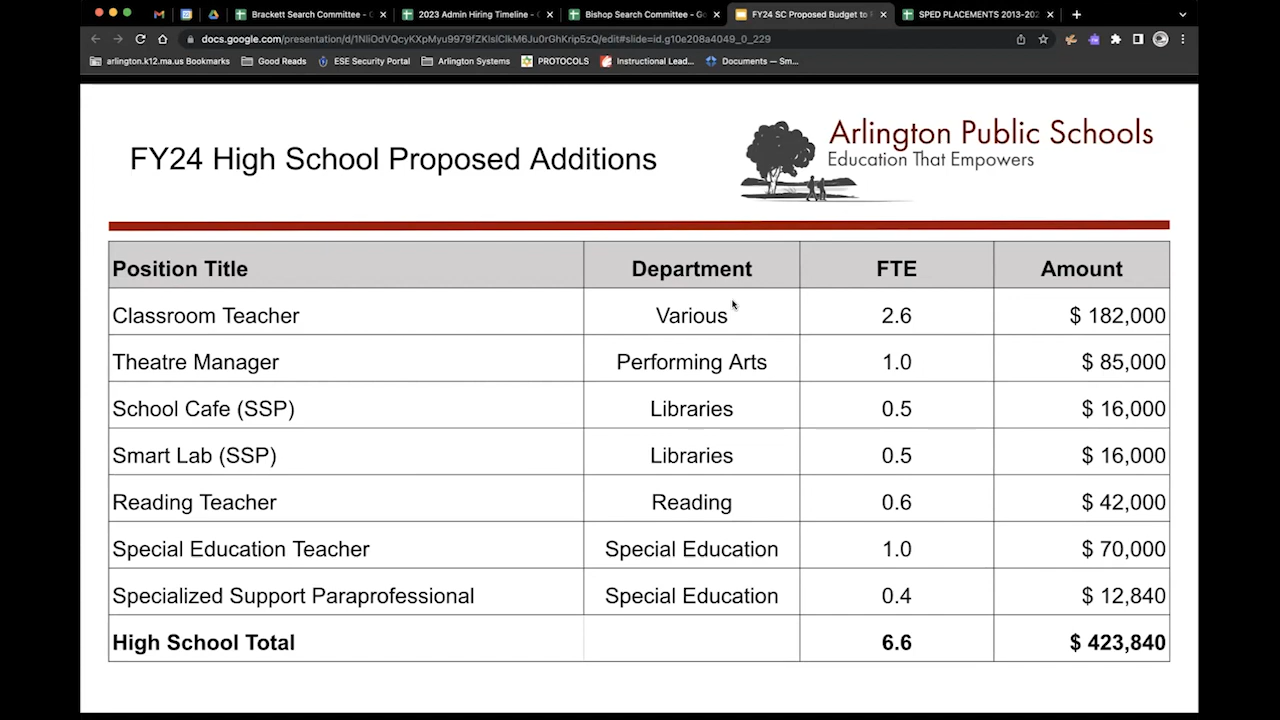 Brackett Search Committee - G
2023 Admin Hiring Timeline - G
Bishop Search Committee - Go
FY24 SC Proposed Budget to P
SPED PLACEMENTS 2013-202
docs.google.com/presentation/d/1NliOdVQcyKXpMyu9979fZKlslClkM6Ju0rGhKrip5zQ/edit#slide=id.g10e208a4049_0_229
arlington.k12.ma.us Bookmarks
Good Reads
ESE Security Portal
Arlington Systems
PROTOCOLS
Instructional Lead...
Documents — Sm...
FY24 High School Proposed Additions
Arlington Public Schools
Education That Empowers
Position Title Department FTE Amount
Classroom Teacher Various 2.6 $ 182,000
Theatre Manager Performing Arts 1.0 $ 85,000
School Cafe (SSP) Libraries 0.5 $ 16,000
Smart Lab (SSP) Libraries 0.5 $ 16,000
Reading Teacher Reading 0.6 $ 42,000
Special Education Teacher Special Education 1.0 $ 70,000
Specialized Support Paraprofessional Special Education 0.4 $ 12,840
High School Total 6.6 $ 423,840